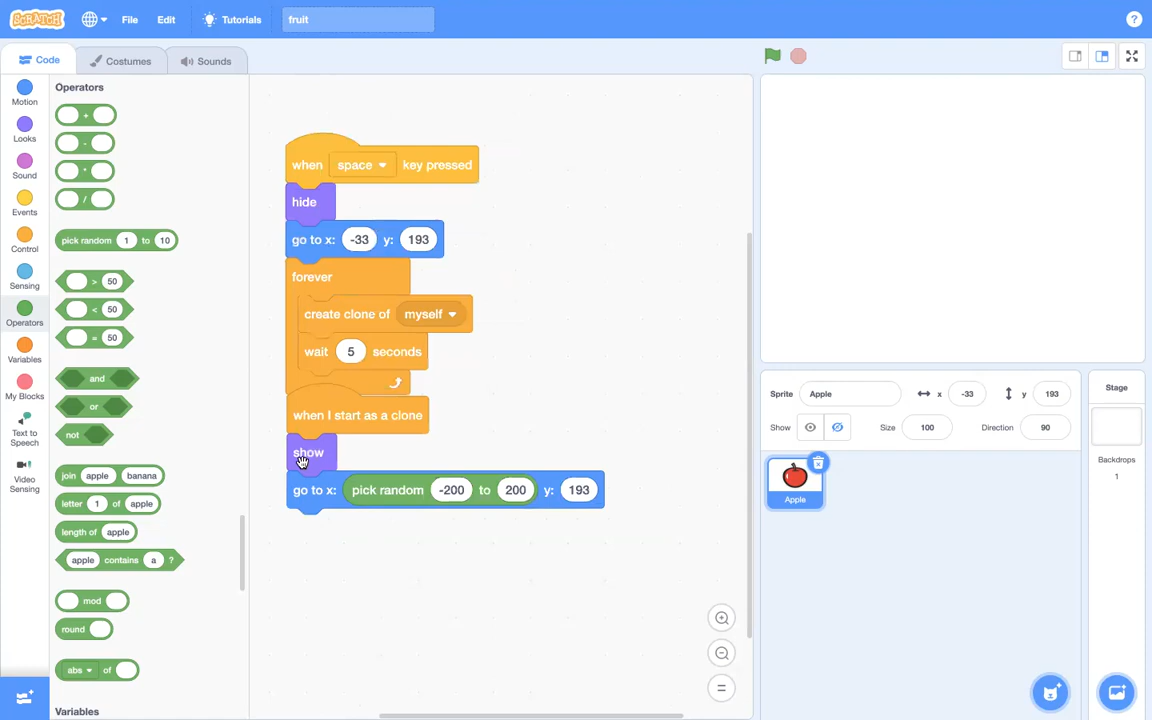 SCRATCH File Edit Tutorials fruit ?
Code Costumes Sounds
Motion
Looks
Sound
Events
Control
Sensing
Operators
Variables
My Blocks
Text to
Speech
Video
Sensing
Operators
+
-
*
/
pick random 1 to 10
> 50
< 50
= 50
and
or
not
join apple banana
letter 1 of apple
length of apple
apple contains a ?
mod
round
abs of
Variables
when space key pressed
hide
go to x: -33 y: 193
forever
create clone of myself
wait 5 seconds
when I start as a clone
show
go to x: pick random -200 to 200 y: 193
Sprite Apple x -33 y 193
Show Size 100 Direction 90
Apple
Stage
Backdrops
1